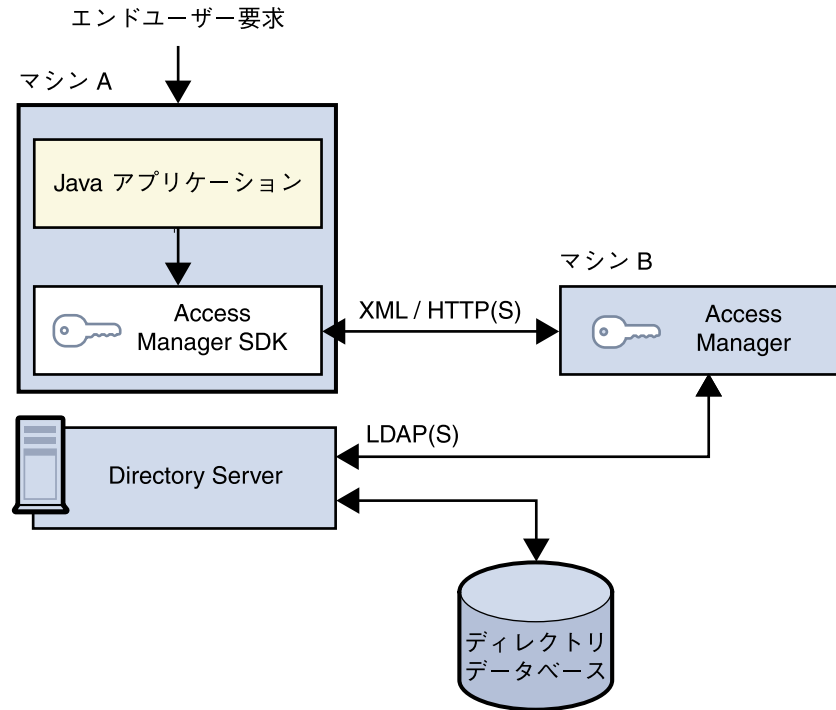 エンドユーザー要求
マシン A
Java アプリケーション
Access
Manager SDK
XML / HTTP(S)
マシン B
Access
Manager
LDAP(S)
Directory Server
ディレクトリ
データベース